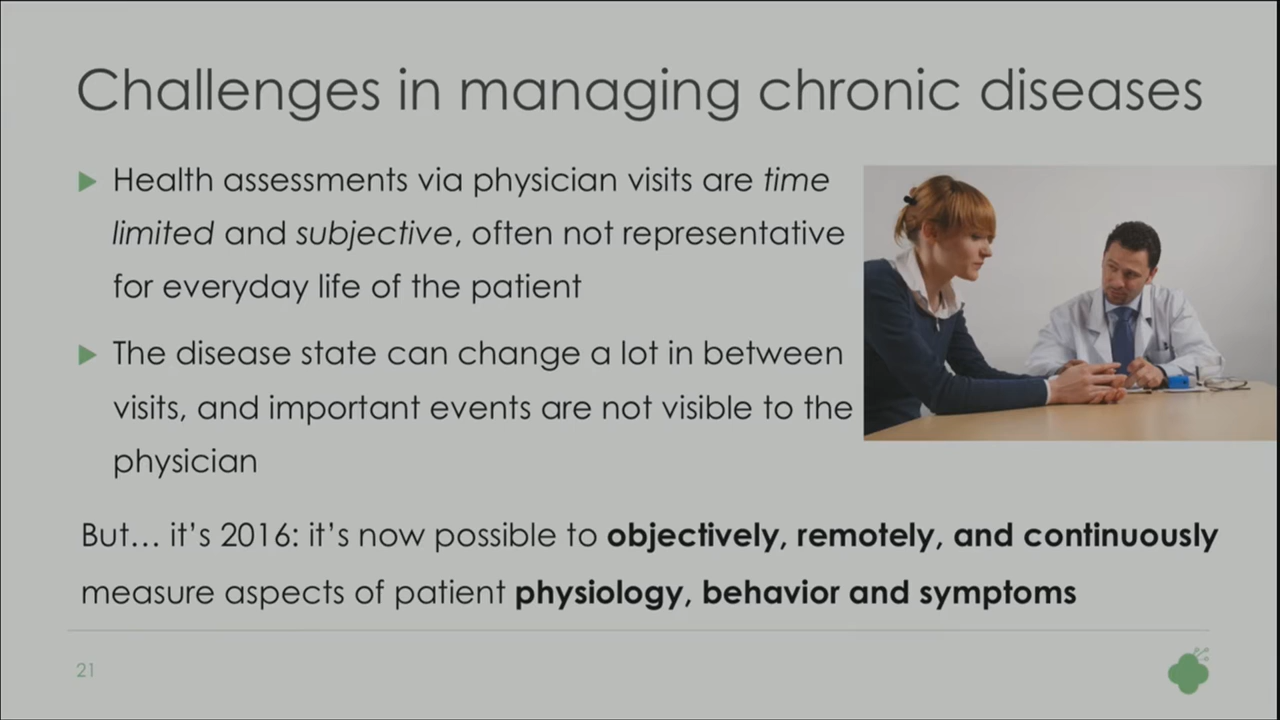 Challenges in managing chronic diseases
Health assessments via physician visits are time
limited and subjective, often not representative
for everyday life of the patient
The disease state can change a lot in between
visits, and important events are not visible to the
physician
But... it's 2016: it's now possible to objectively, remotely, and continuously
measure aspects of patient physiology, behavior and symptoms
21